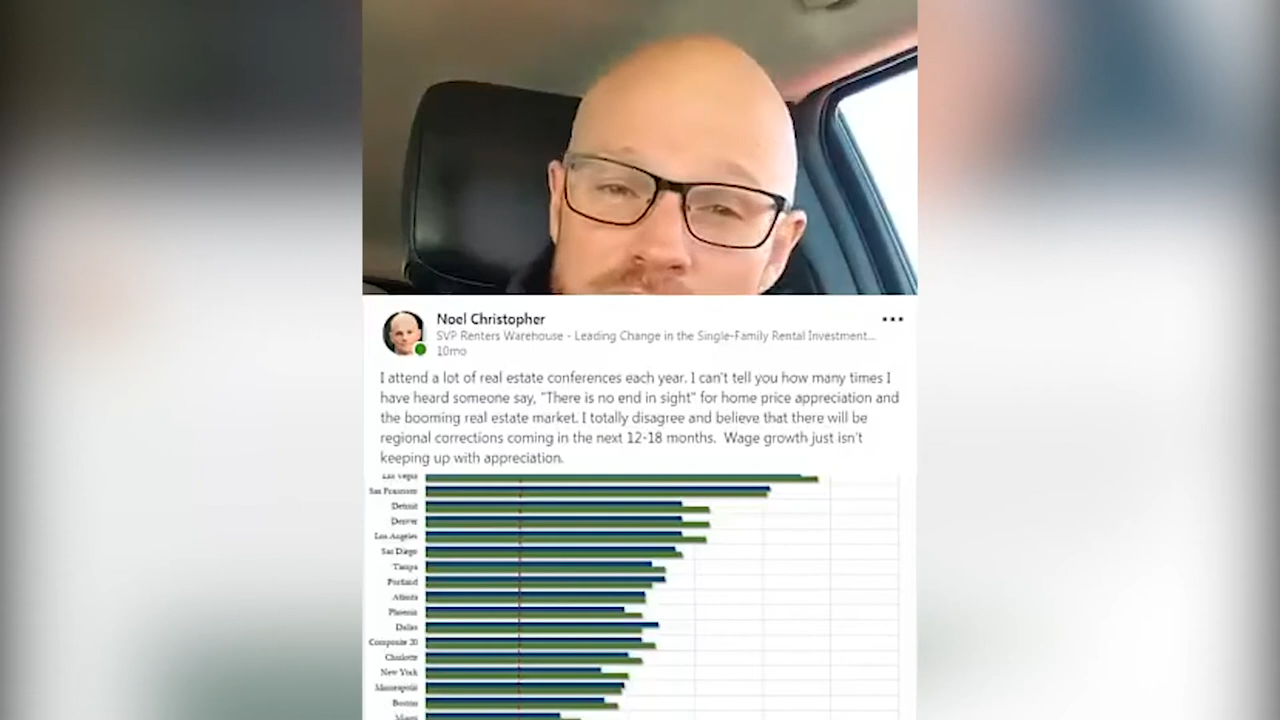 Noel Christopher
SVP Renters Warehouse - Leading Change in the Single-Family Rental Investment...
10mo
I attend a lot of real estate conferences each year. I can't tell you how many times I
have heard someone say, "There is no end in sight" for home price appreciation and
the booming real estate market. I totally disagree and believe that there will be
regional corrections coming in the next 12-18 months. Wage growth just isn't
keeping up with appreciation.
Las Vegas
San Francisco
Detroit
Denver
Los Angeles
San Diego
Tampa
Portland
Atlanta
Phoenix
Dallas
Composite 20
Charlotte
New York
Minneapolis
Boston
Miami